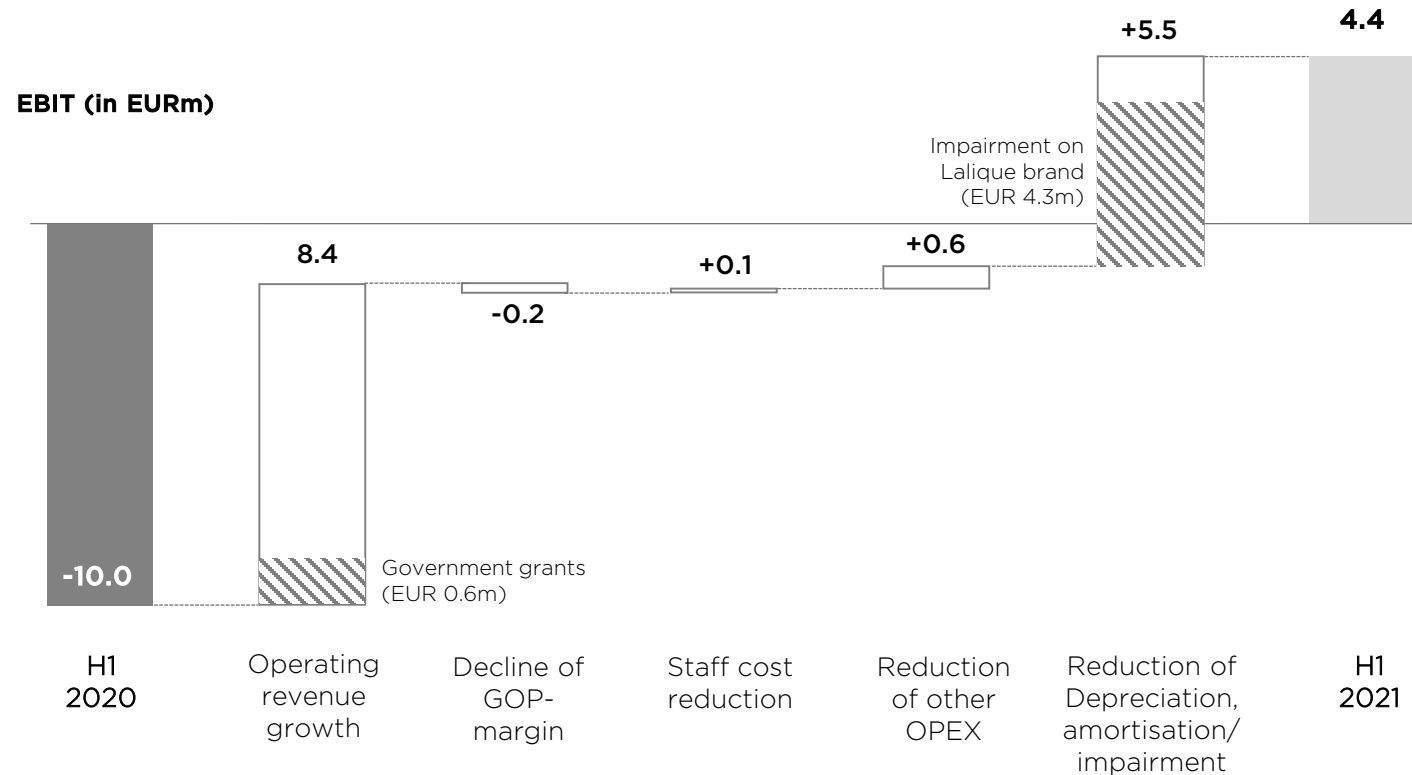 4.4
+5.5
EBIT (in EURm)
Impairment on
Lalique brand
(EUR 4.3m)
8.4
+0.6
+0.1
-0.2
-10.0
Government grants
(EUR 0.6m)
H1
2020
Operating
revenue
growth
Decline of
GOP-
margin
Staff cost
reduction
Reduction
of other
OPEX
Reduction of
Depreciation,
amortisation/
impairment
H1
2021